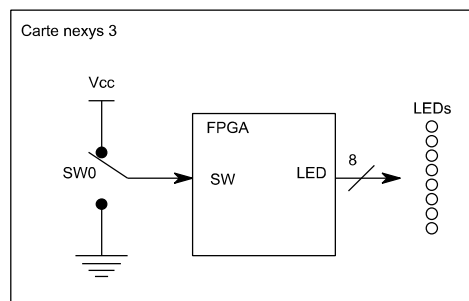 Carte nexys 3
Vcc
LEDs
FPGA
8
SW0
SW
LED